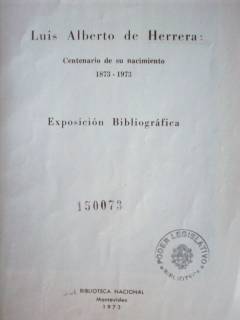 Luis Alberto de Herrera:
Centenario de su nacimiento
1873 - 1973
Exposición Bibliográfica
150073
PODER LEGISLATIVO
BIBLIOTECA
BIBLIOTECA NACIONAL
Montevideo
1973